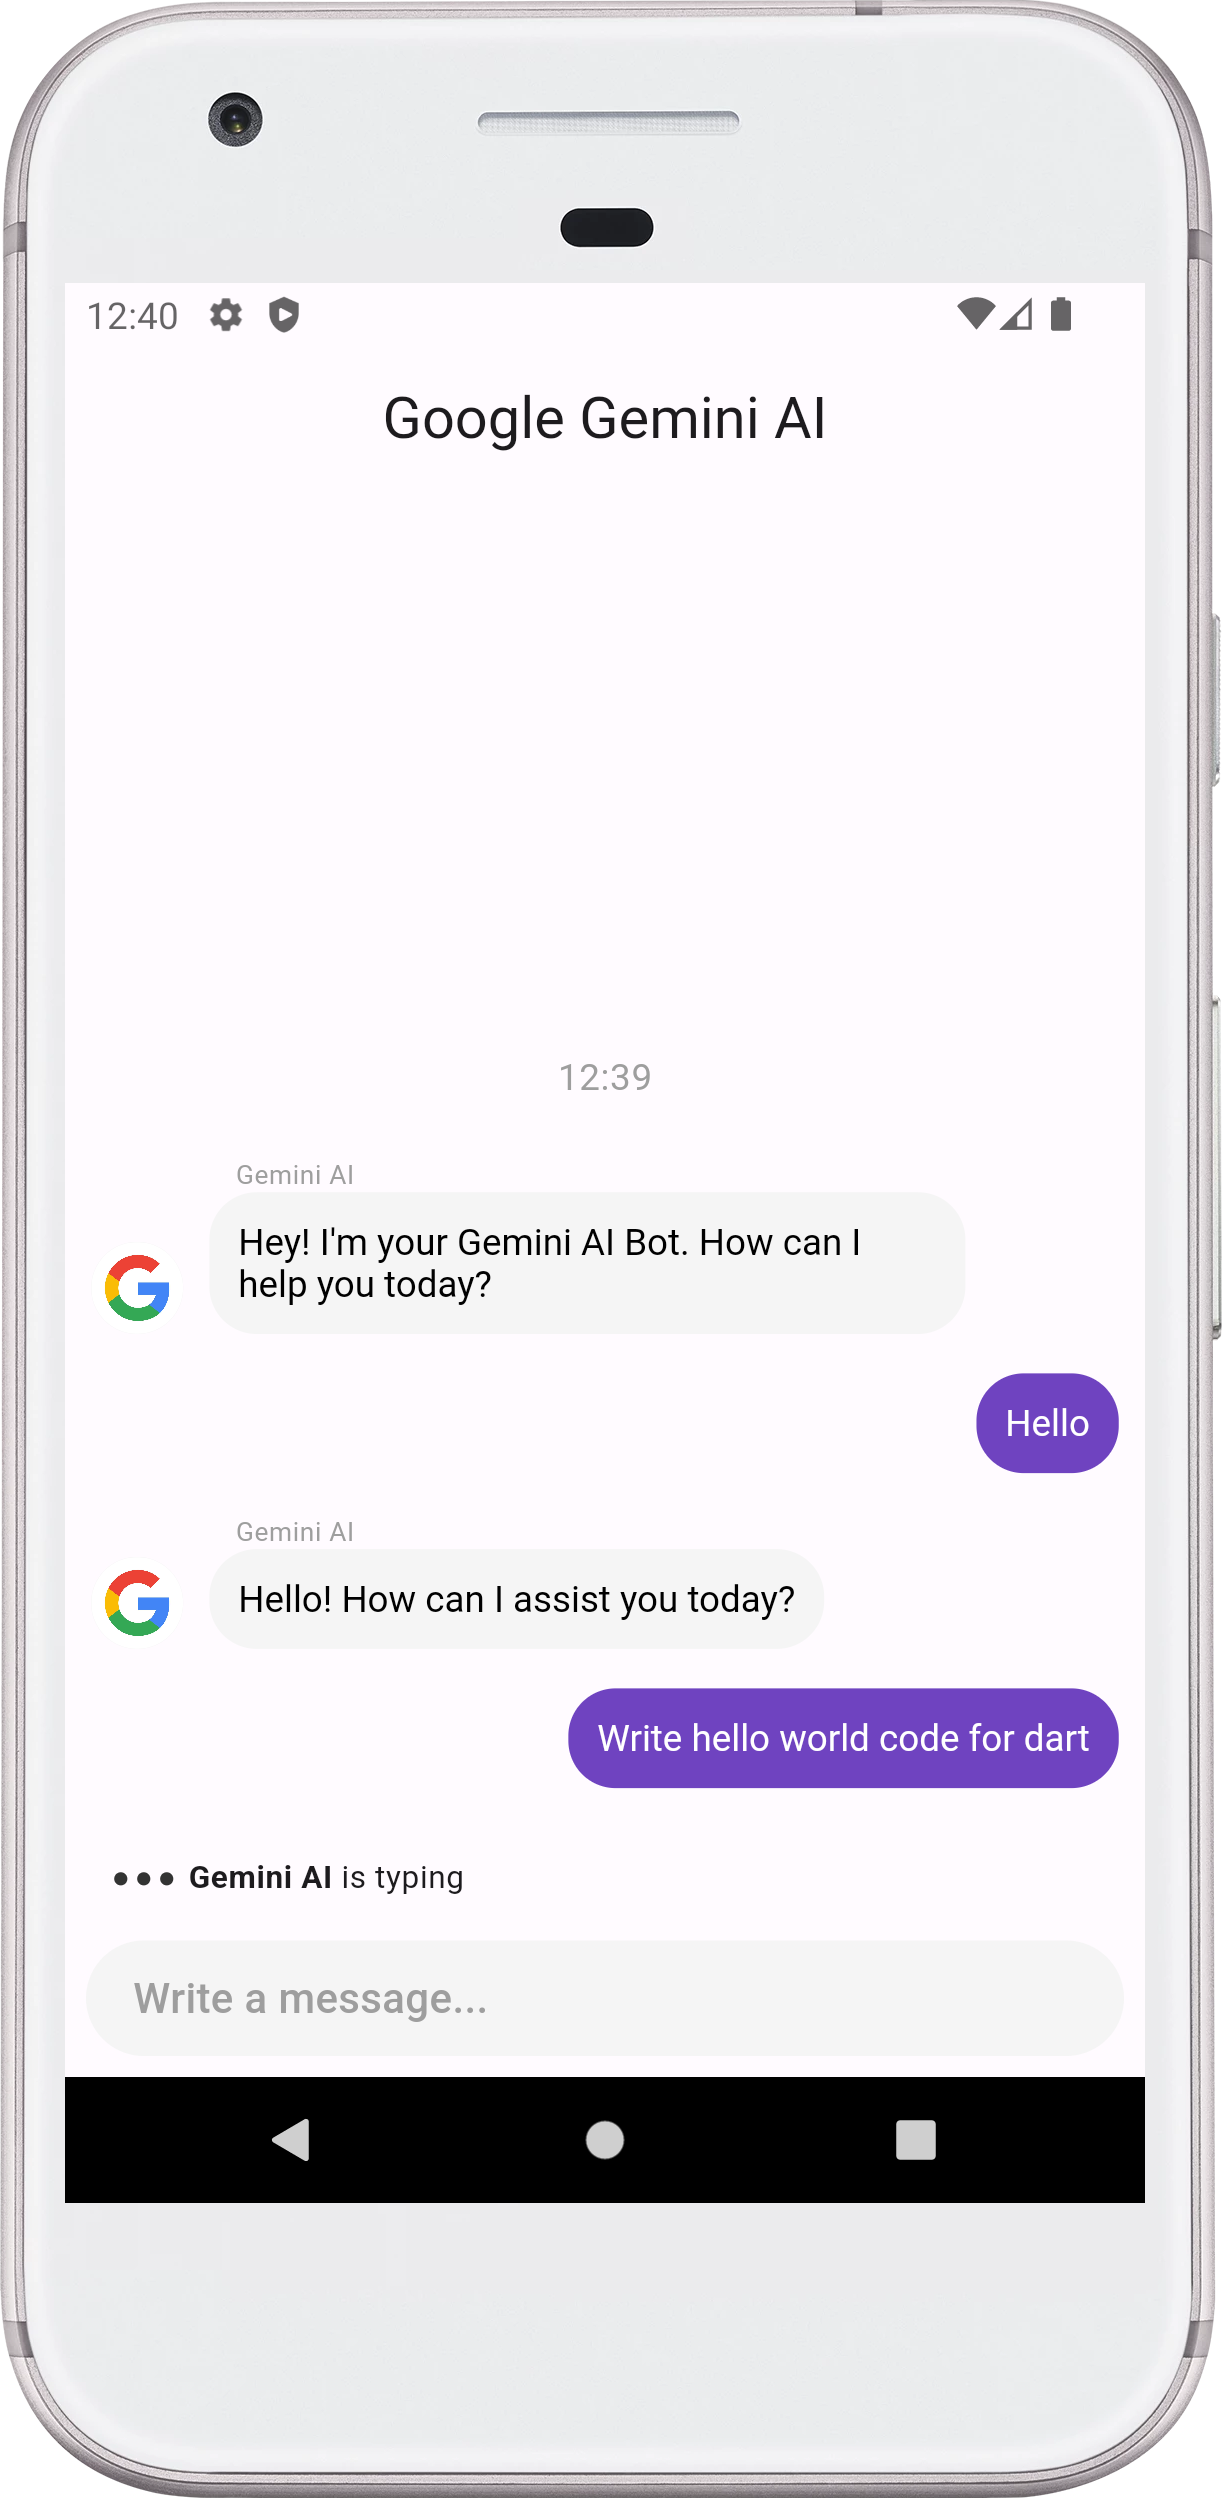 12:40
Google Gemini AI
12:39
Gemini AI
Hey! I'm your Gemini AI Bot. How can I
help you today?
Hello
Gemini AI
Hello! How can I assist you today?
Write hello world code for dart
Gemini AI is typing
Write a message...